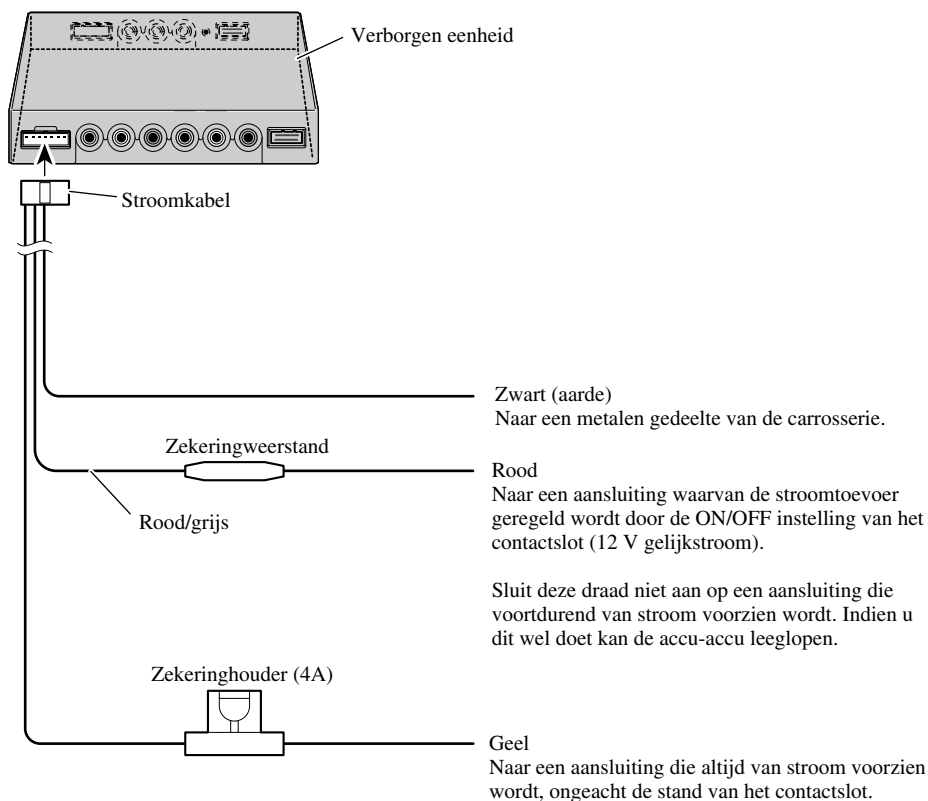 Verborgen eenheid
Stroomkabel
Zwart (aarde)
Naar een metalen gedeelte van de carrosserie.
Zekeringweerstand
Rood
Naar een aansluiting waarvan de stroomtoevoer
geregeld wordt door de ON/OFF instelling van het
contactslot (12 V gelijkstroom).
Rood/grijs
Sluit deze draad niet aan op een aansluiting die
voortdurend van stroom voorzien wordt. Indien u
dit wel doet kan de accu-accu leeglopen.
Zekeringhouder (4A)
Geel
Naar een aansluiting die altijd van stroom voorzien
wordt, ongeacht de stand van het contactslot.